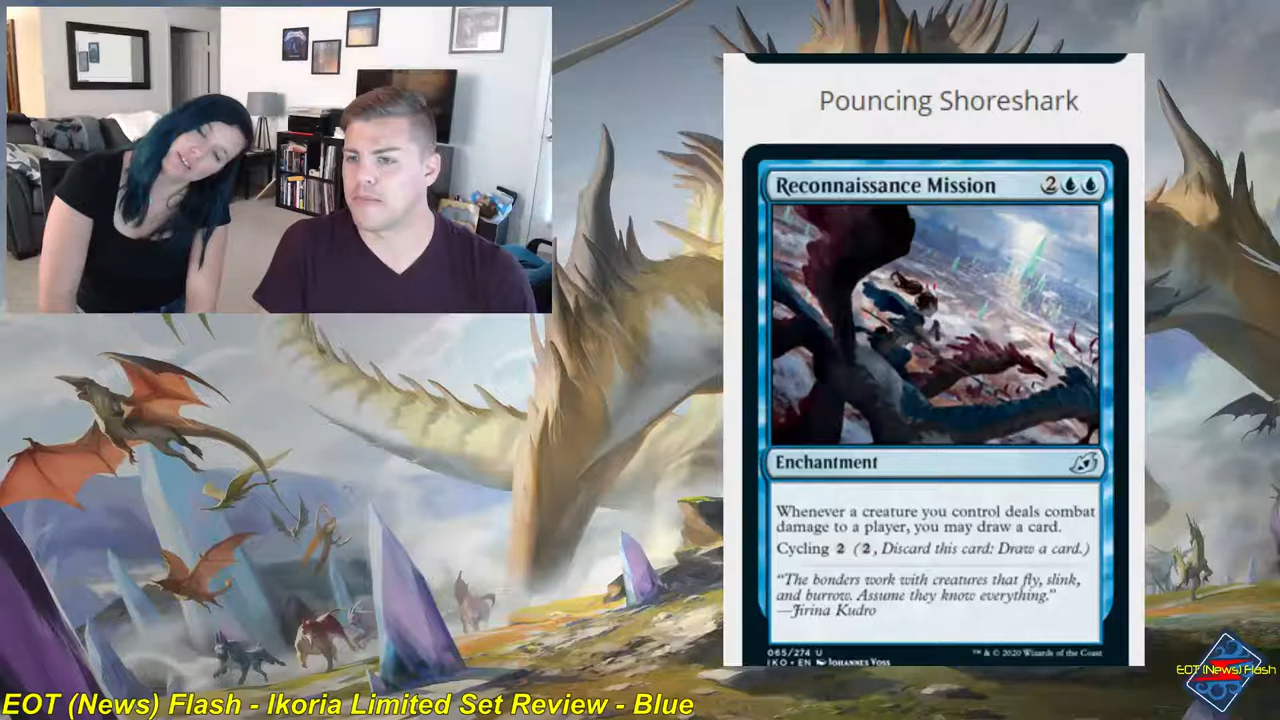 Pouncing Shoreshark
Reconnaissance Mission 2
Enchantment
Whenever a creature you control deals combat
damage to a player, you may draw a card.
Cycling 2 (2, Discard this card: Draw a card.)
"The bonders work with creatures that fly, slink,
and burrow. Assume they know everything."
—Jirina Kudro
065/274 U
™ & © 2020 Wizards of the Coast
IKO • EN Johannes Voss
EOT (News) Flash
EOT (News) Flash - Ikoria Limited Set Review - Blue